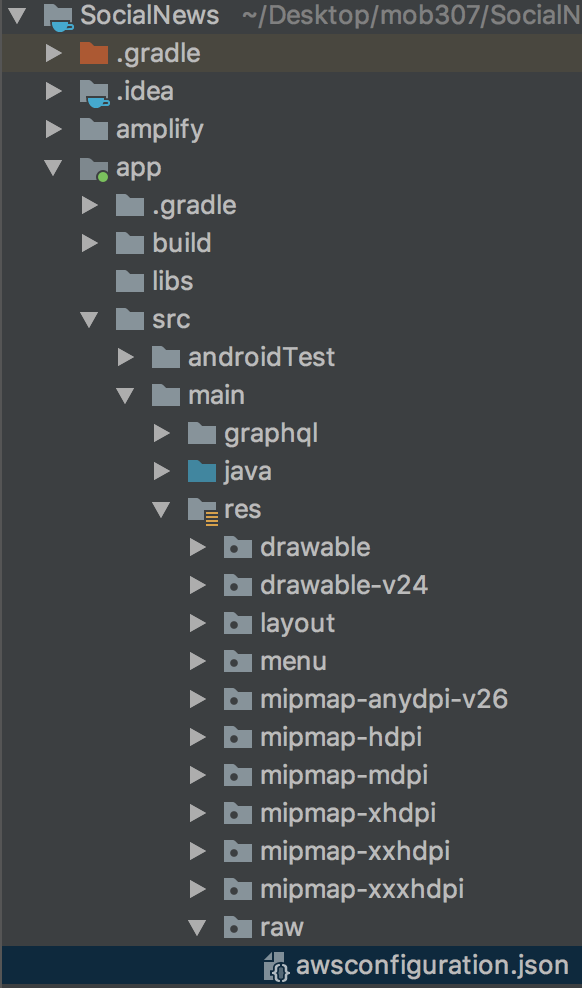 SocialNews ~/Desktop/mob307/SocialN
.gradle
.idea
amplify
app
.gradle
build
libs
src
androidTest
main
graphql
java
res
drawable
drawable-v24
layout
menu
mipmap-anydpi-v26
mipmap-hdpi
mipmap-mdpi
mipmap-xhdpi
mipmap-xxhdpi
mipmap-xxxhdpi
raw
awsconfiguration.json